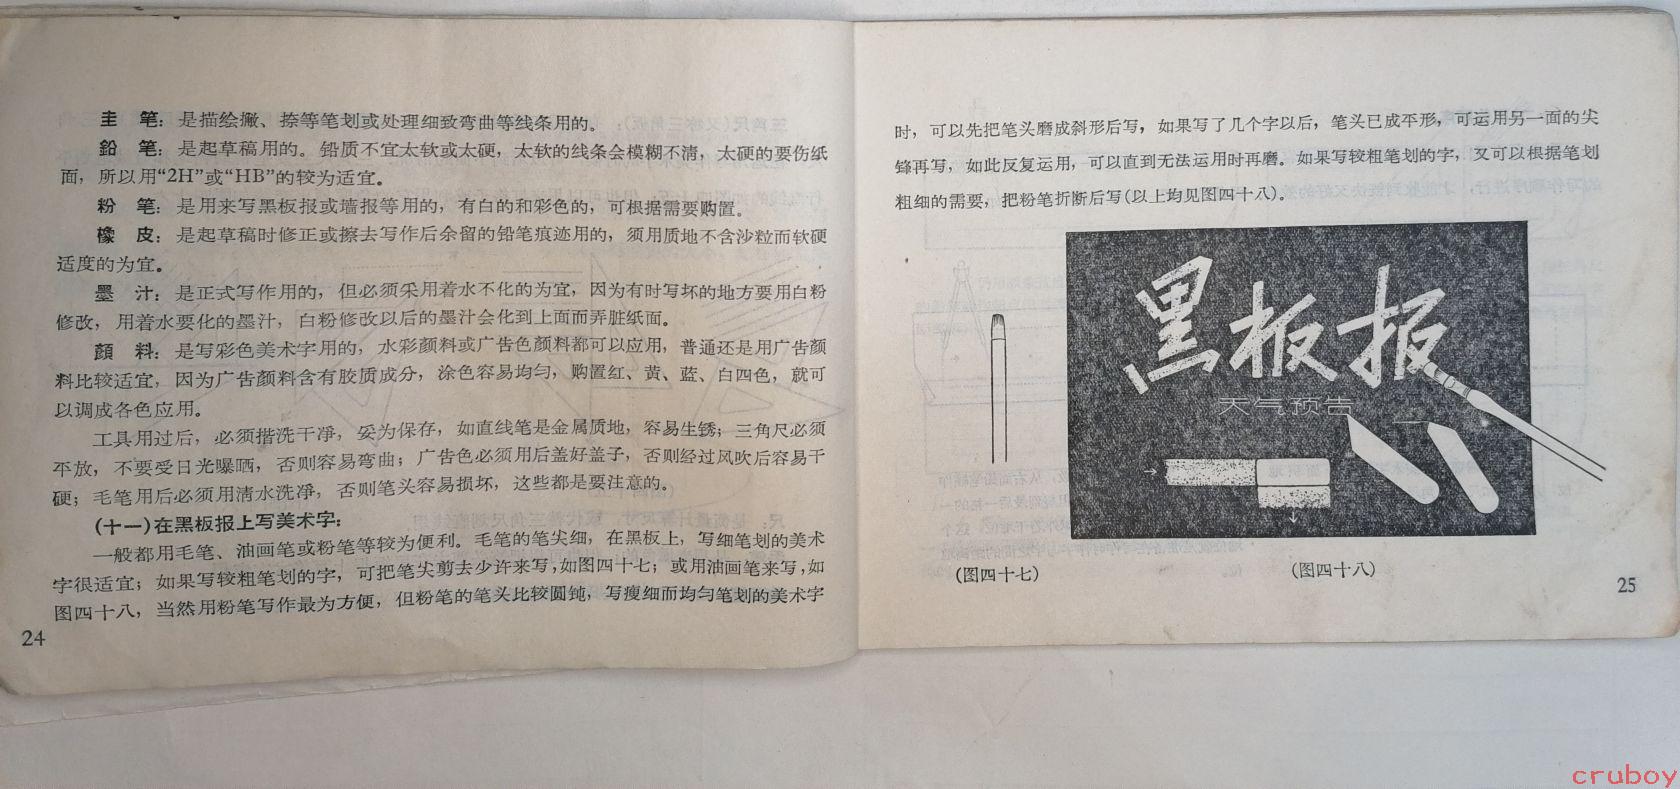 圭　笔：是描绘撇、捺等笔划或处理细致弯曲等线条用的。
鉛　笔：是起草稿用的。铅质不宜太软或太硬，太软的线条会模糊不清，太硬的要伤纸
面，所以用“2H”或“HB”的较为适宜。
粉　笔：是用来写黑板报或墙报等用的，有白的和彩色的，可根据需要购置。
橡　皮：是起草稿时修正或擦去写作后余留的铅笔痕迹用的，须用质地不含沙粒而软硬
适度的为宜。
墨　汁：是正式写作用的，但必须采用着水不化的为宜，因为有时写坏的地方要用白粉
修改，用着水要化的墨汁，白粉修改以后的墨汁会化到上面而弄脏纸面。
顏　料：是写彩色美术字用的，水彩颜料或广告色颜料都可以应用，普通还是用广告颜
料比较适宜，因为广告颜料含有胶质成分，涂色容易均匀，购置红、黄、蓝、白四色，就可
以调成各色应用。
工具用过后，必须揩洗干净，妥为保存，如直线笔是金属质地，容易生锈；三角尺必须
平放，不要受日光曝晒，否则容易弯曲；广告色必须用后盖好盖子，否则经过风吹后容易干
硬；毛笔用后必须用清水洗净，否则笔头容易损坏，这些都是要注意的。
(十一)在黑板报上写美术字：
一般都用毛笔、油画笔或粉笔等较为便利。毛笔的笔尖细，在黑板上，写细笔划的美术
字很适宜；如果写较粗笔划的字，可把笔尖剪去少许来写，如图四十七；或用油画笔来写，如
图四十八，当然用粉笔写作最为方便，但粉笔的笔头比较圆钝，写瘦细而均匀笔划的美术字
24
时，可以先把笔头磨成斜形后写，如果写了几个字以后，笔头已成平形，可运用另一面的尖
锋再写，如此反复运用，可以直到无法运用时再磨。如果写较粗笔划的字，又可以根据笔划
粗细的需要，把粉笔折断后写(以上均见图四十八)。
黑板报
天气预告
(图四十七)
(图四十八)
25
cruboy